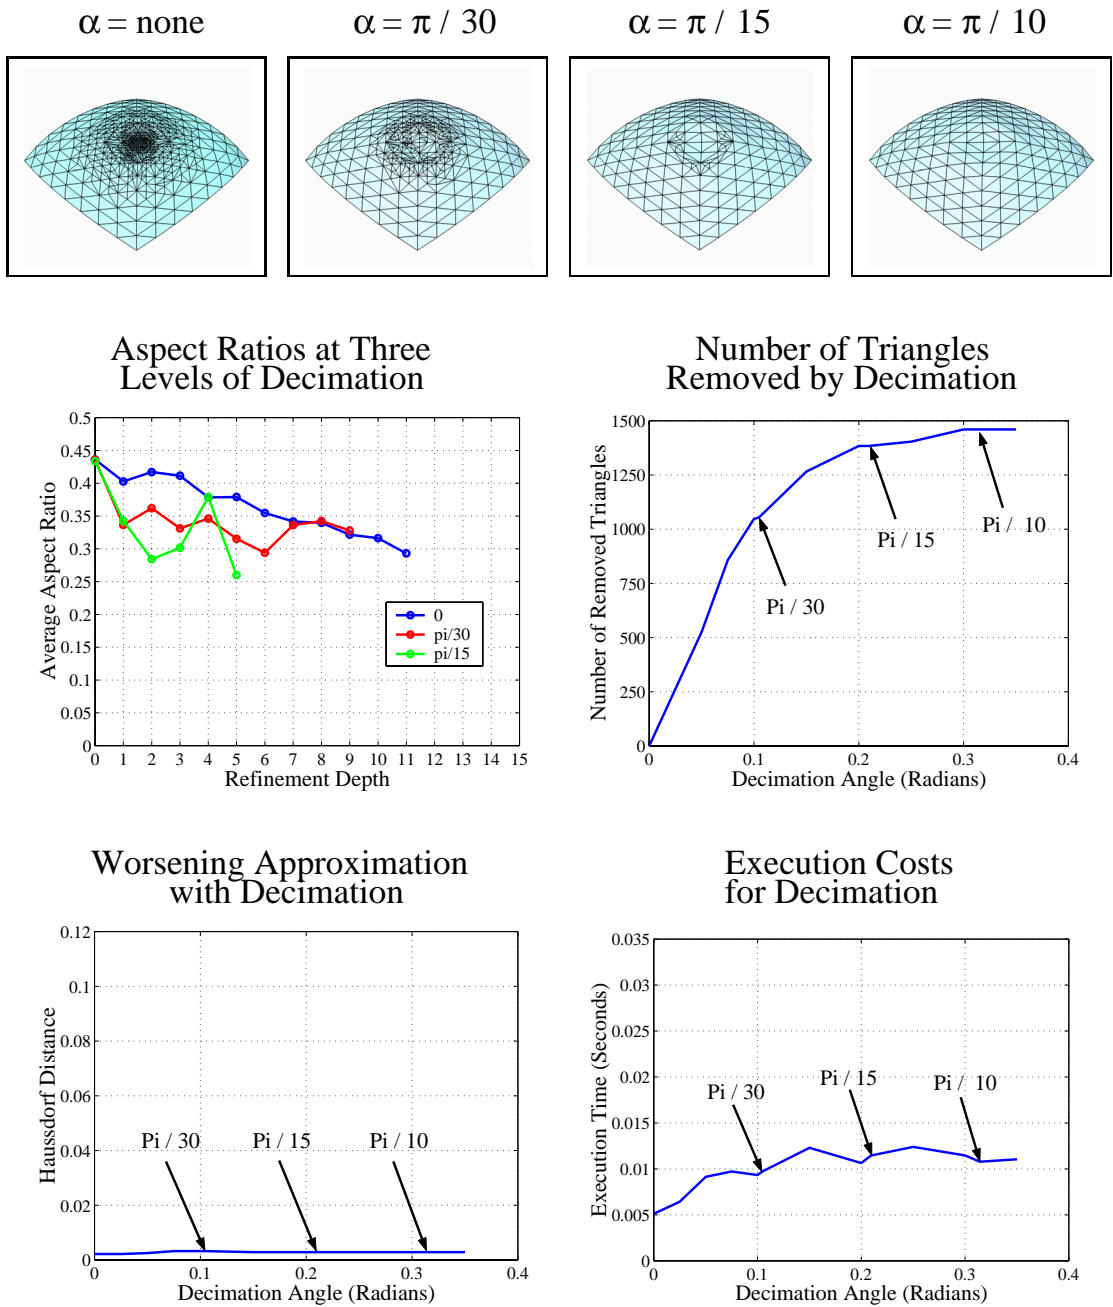 α = none
α = π / 30
α = π / 15
α = π / 10
Aspect Ratios at Three
Levels of Decimation
Average Aspect Ratio
0.5
0.45
0.4
0.35
0.3
0.25
0.2
0.15
0.1
0.05
0
0 1 2 3 4 5 6 7 8 9 10 11 12 13 14 15
Refinement Depth
0
pi/30
pi/15
Number of Triangles
Removed by Decimation
Number of Removed Triangles
1500
1250
1000
750
500
250
0
0 0.1 0.2 0.3 0.4
Decimation Angle (Radians)
Pi / 30
Pi / 15
Pi / 10
Worsening Approximation
with Decimation
Haussdorf Distance
0.12
0.1
0.08
0.06
0.04
0.02
0
0 0.1 0.2 0.3 0.4
Decimation Angle (Radians)
Pi / 30
Pi / 15
Pi / 10
Execution Costs
for Decimation
Execution Time (Seconds)
0.035
0.03
0.025
0.02
0.015
0.01
0.005
0
0 0.1 0.2 0.3 0.4
Decimation Angle (Radians)
Pi / 30
Pi / 15
Pi / 10